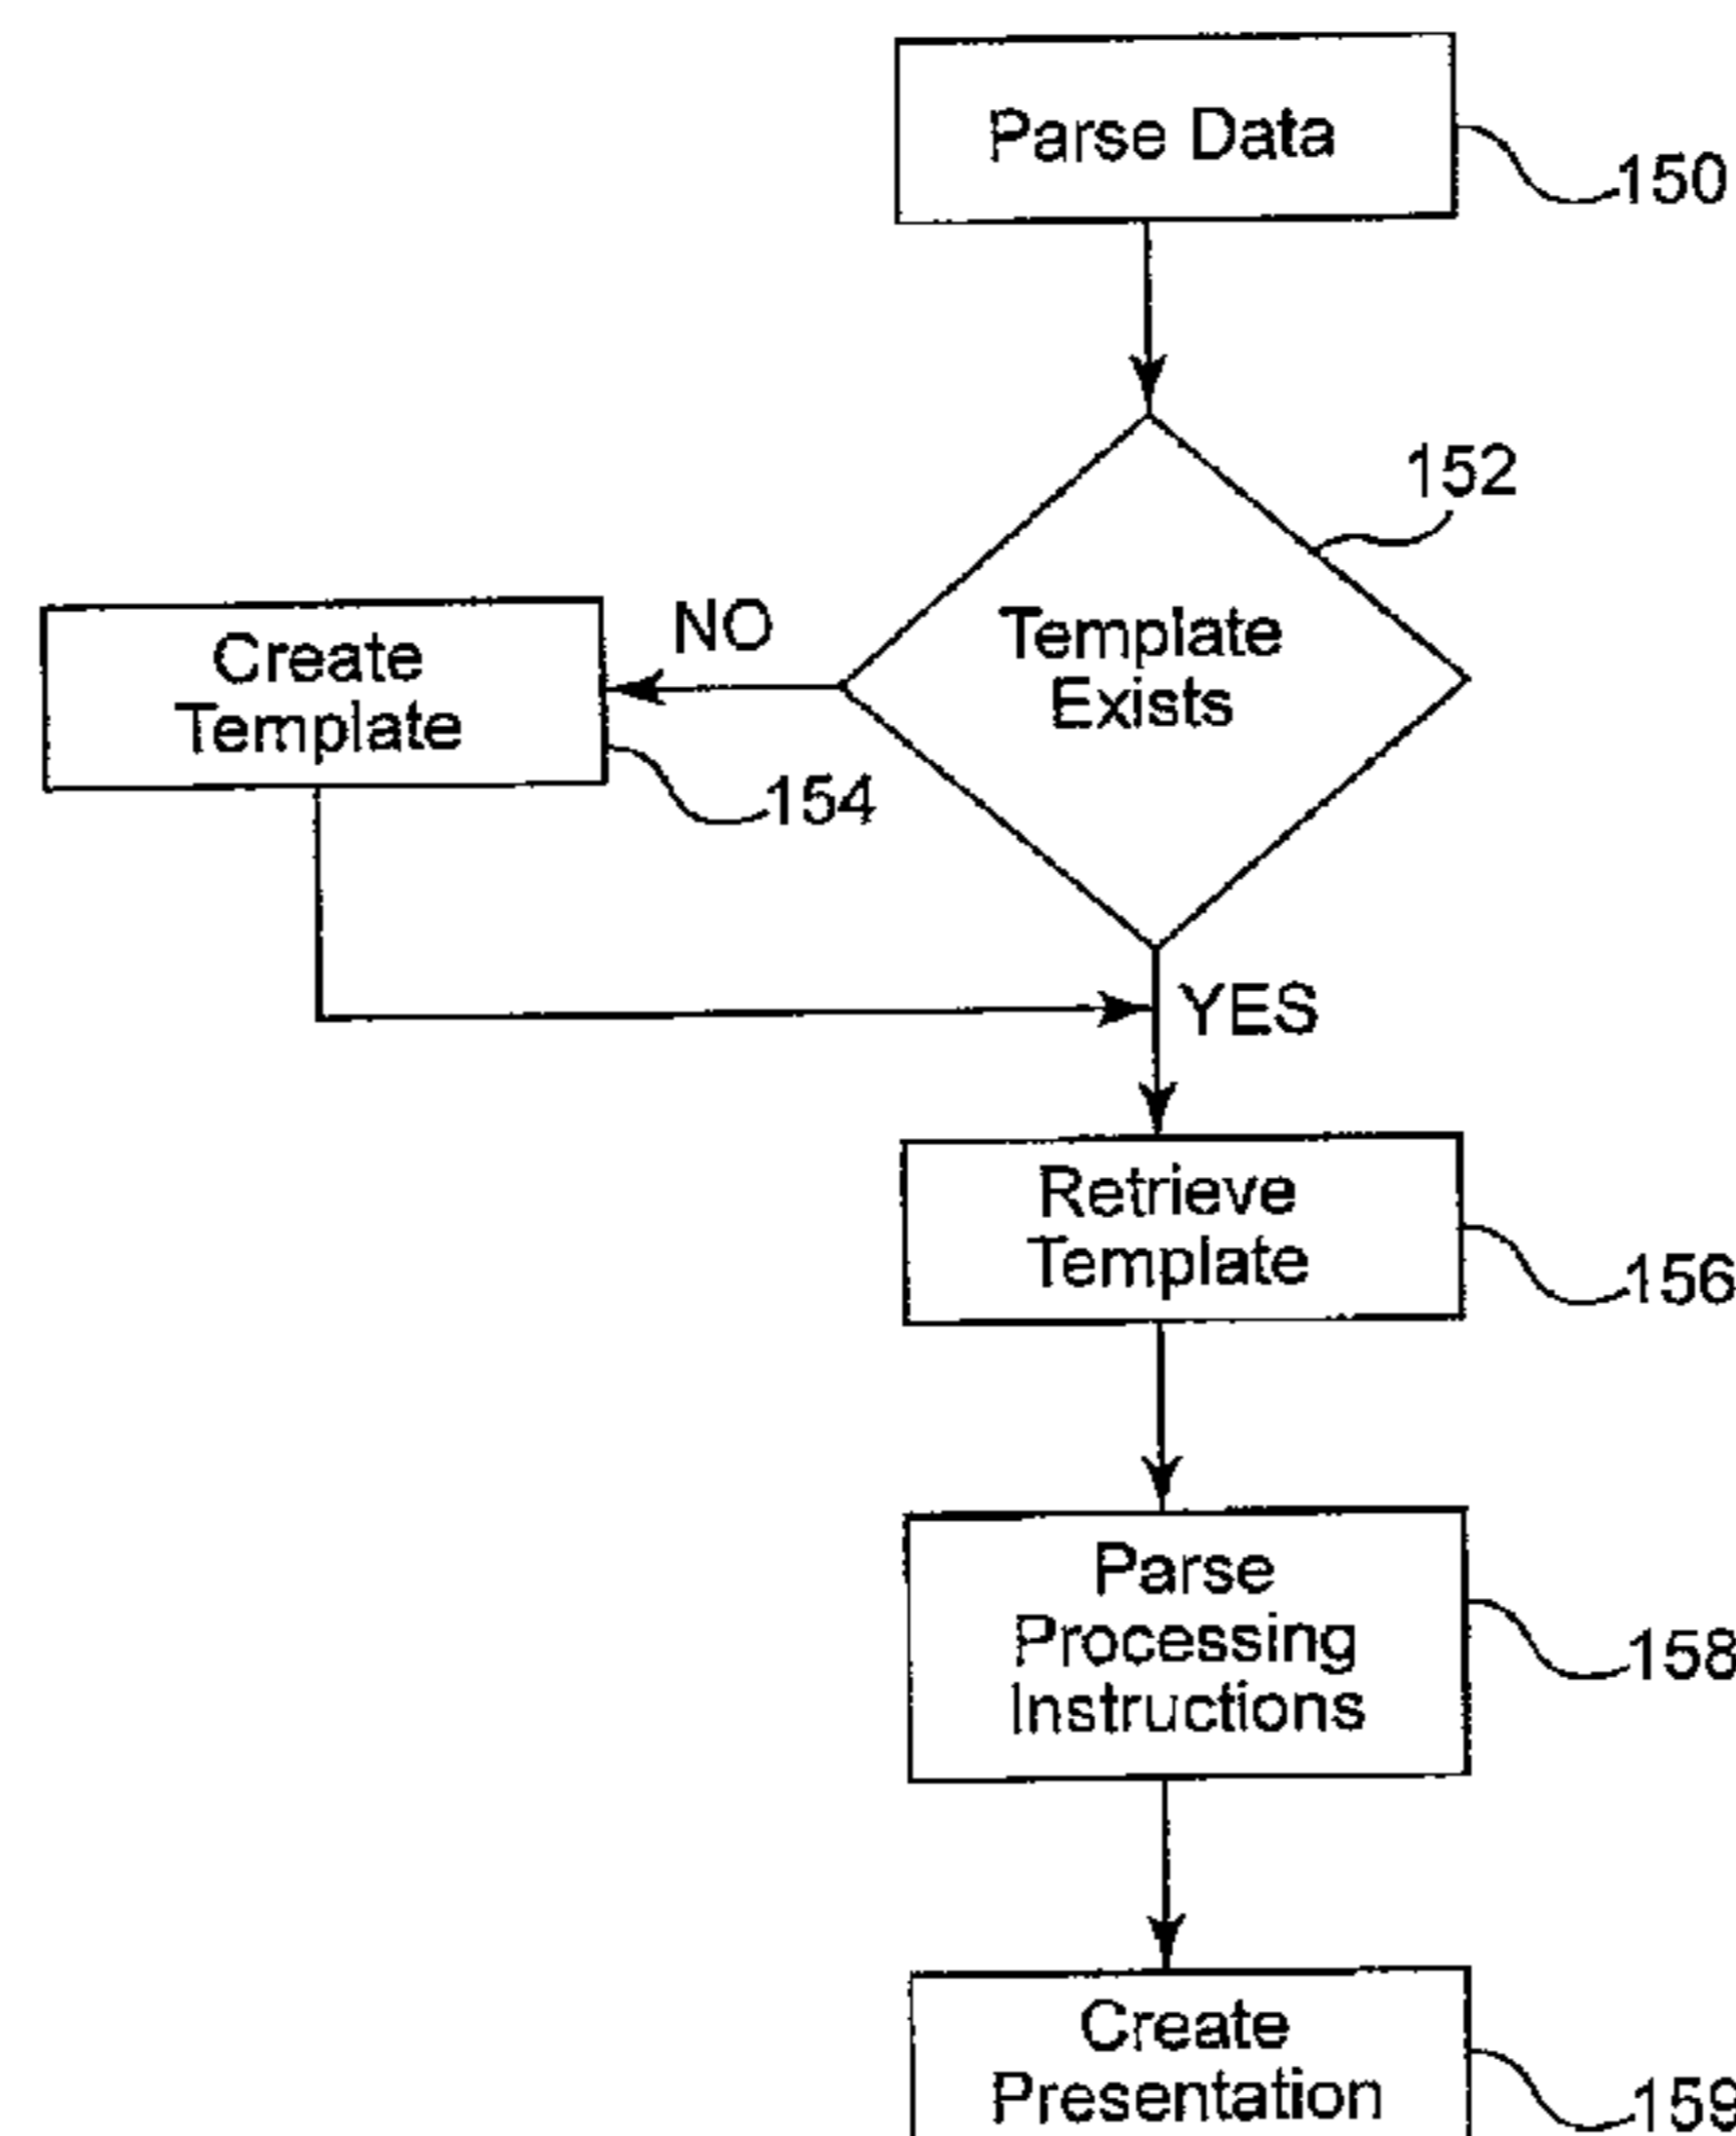 Parse Data
150
152
Template
Exists
NO
Create
Template
154
YES
Retrieve
Template
156
Parse
Processing
Instructions
158
Create
Presentation
159